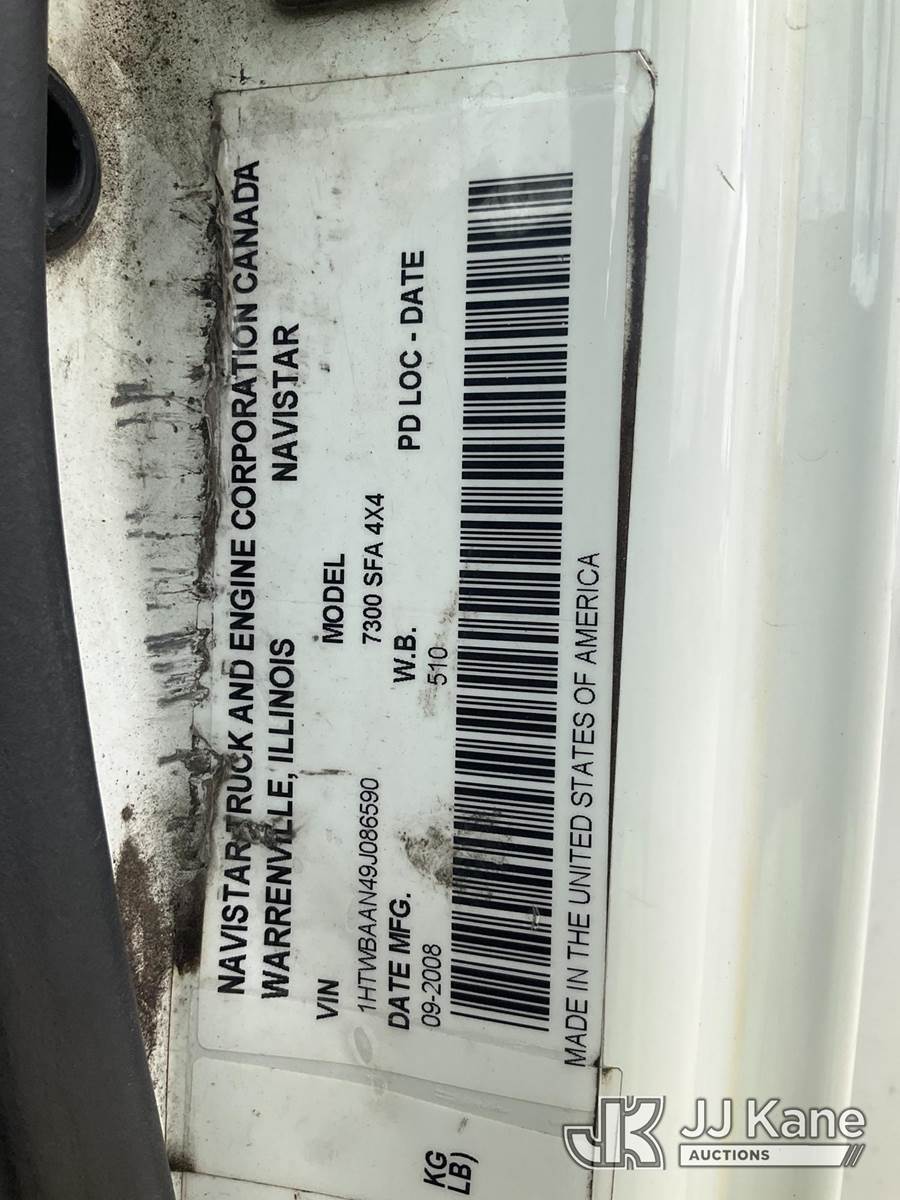 NAVISTAR TRUCK AND ENGINE CORPORATION CANADA
WARRENVILLE, ILLINOIS NAVISTAR
VIN MODEL
1HTWBAAN49J086590 7300 SFA 4X4
DATE MFG. W.B. PD LOC - DATE
09-2008 510
MADE IN THE UNITED STATES OF AMERICA
KG
LB)
JK JJ Kane
AUCTIONS